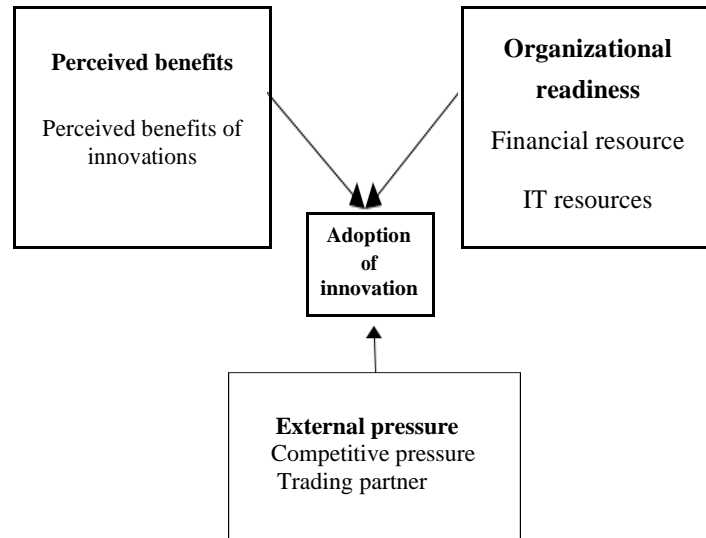 Perceived benefits
Perceived benefits of
innovations
Organizational
readiness
Financial resource
IT resources
Adoption
of
innovation
External pressure
Competitive pressure
Trading partner